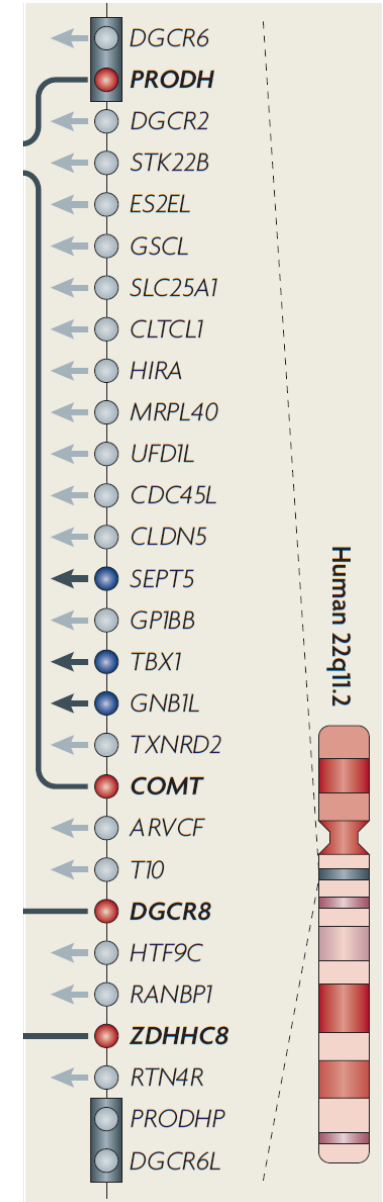 DGCR6
PRODH
DGCR2
STK22B
ES2EL
GSCL
SLC25A1
CLTCL1
HIRA
MRPL40
UFD1L
CDC45L
CLDN5
SEPT5
GP1BB
TBX1
GNB1L
TXNRD2
COMT
ARVCF
T10
DGCR8
HTF9C
RANBP1
ZDHHC8
RTN4R
PRODHP
DGCR6L
Human 22q11.2